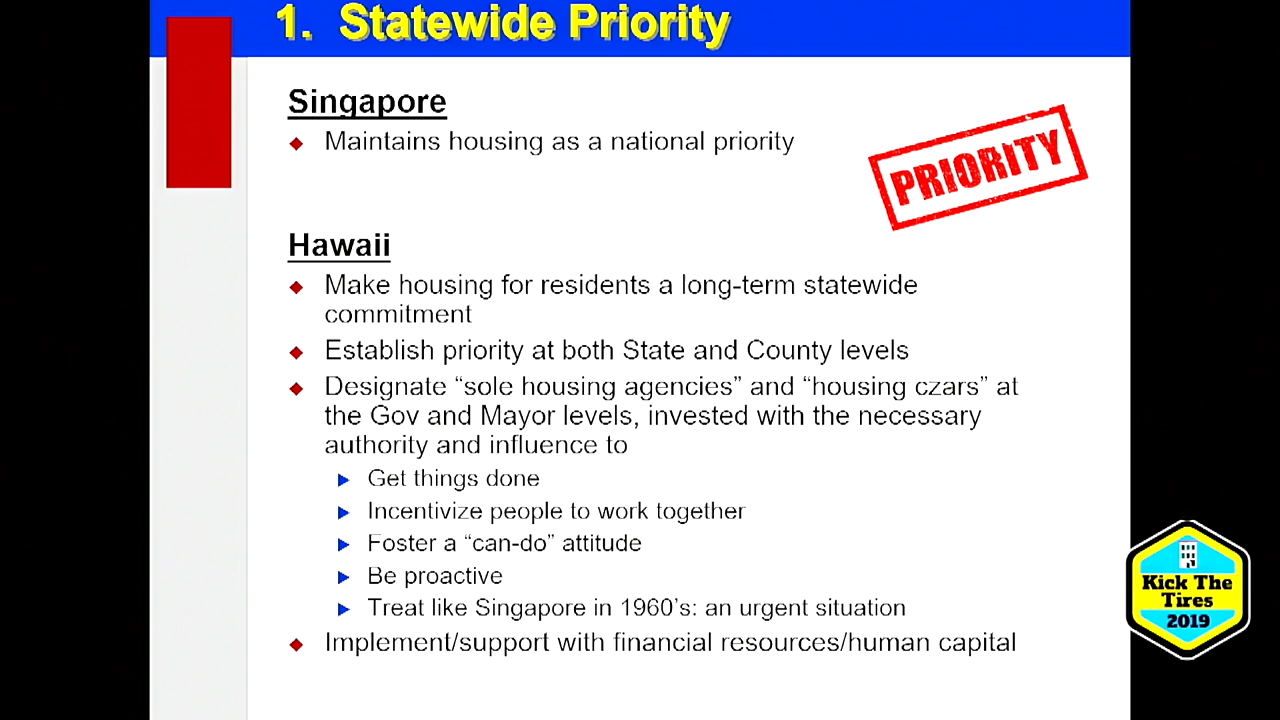 1. Statewide Priority
Singapore
Maintains housing as a national priority
PRIORITY
Hawaii
Make housing for residents a long-term statewide
commitment
Establish priority at both State and County levels
Designate “sole housing agencies” and “housing czars” at
the Gov and Mayor levels, invested with the necessary
authority and influence to
Get things done
Incentivize people to work together
Foster a “can-do” attitude
Be proactive
Treat like Singapore in 1960’s: an urgent situation
Implement/support with financial resources/human capital
Kick The
Tires
2019